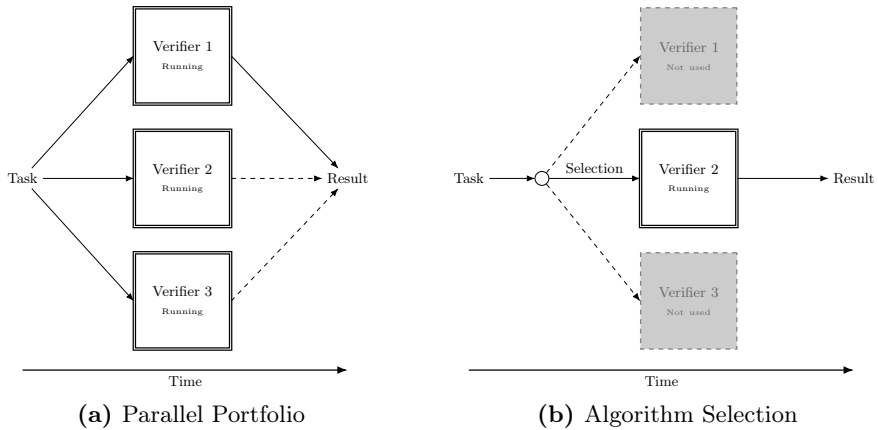 Verifier 1
Running
Task
Verifier 2
Running
Result
Verifier 3
Running
Time
(a) Parallel Portfolio
Verifier 1
Not used
Task
Selection
Verifier 2
Running
Result
Verifier 3
Not used
Time
(b) Algorithm Selection